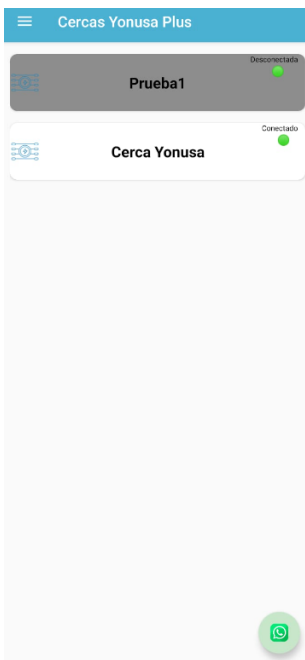 Cercas Yonusa Plus
Desconectada
Prueba1
Conectado
Cerca Yonusa